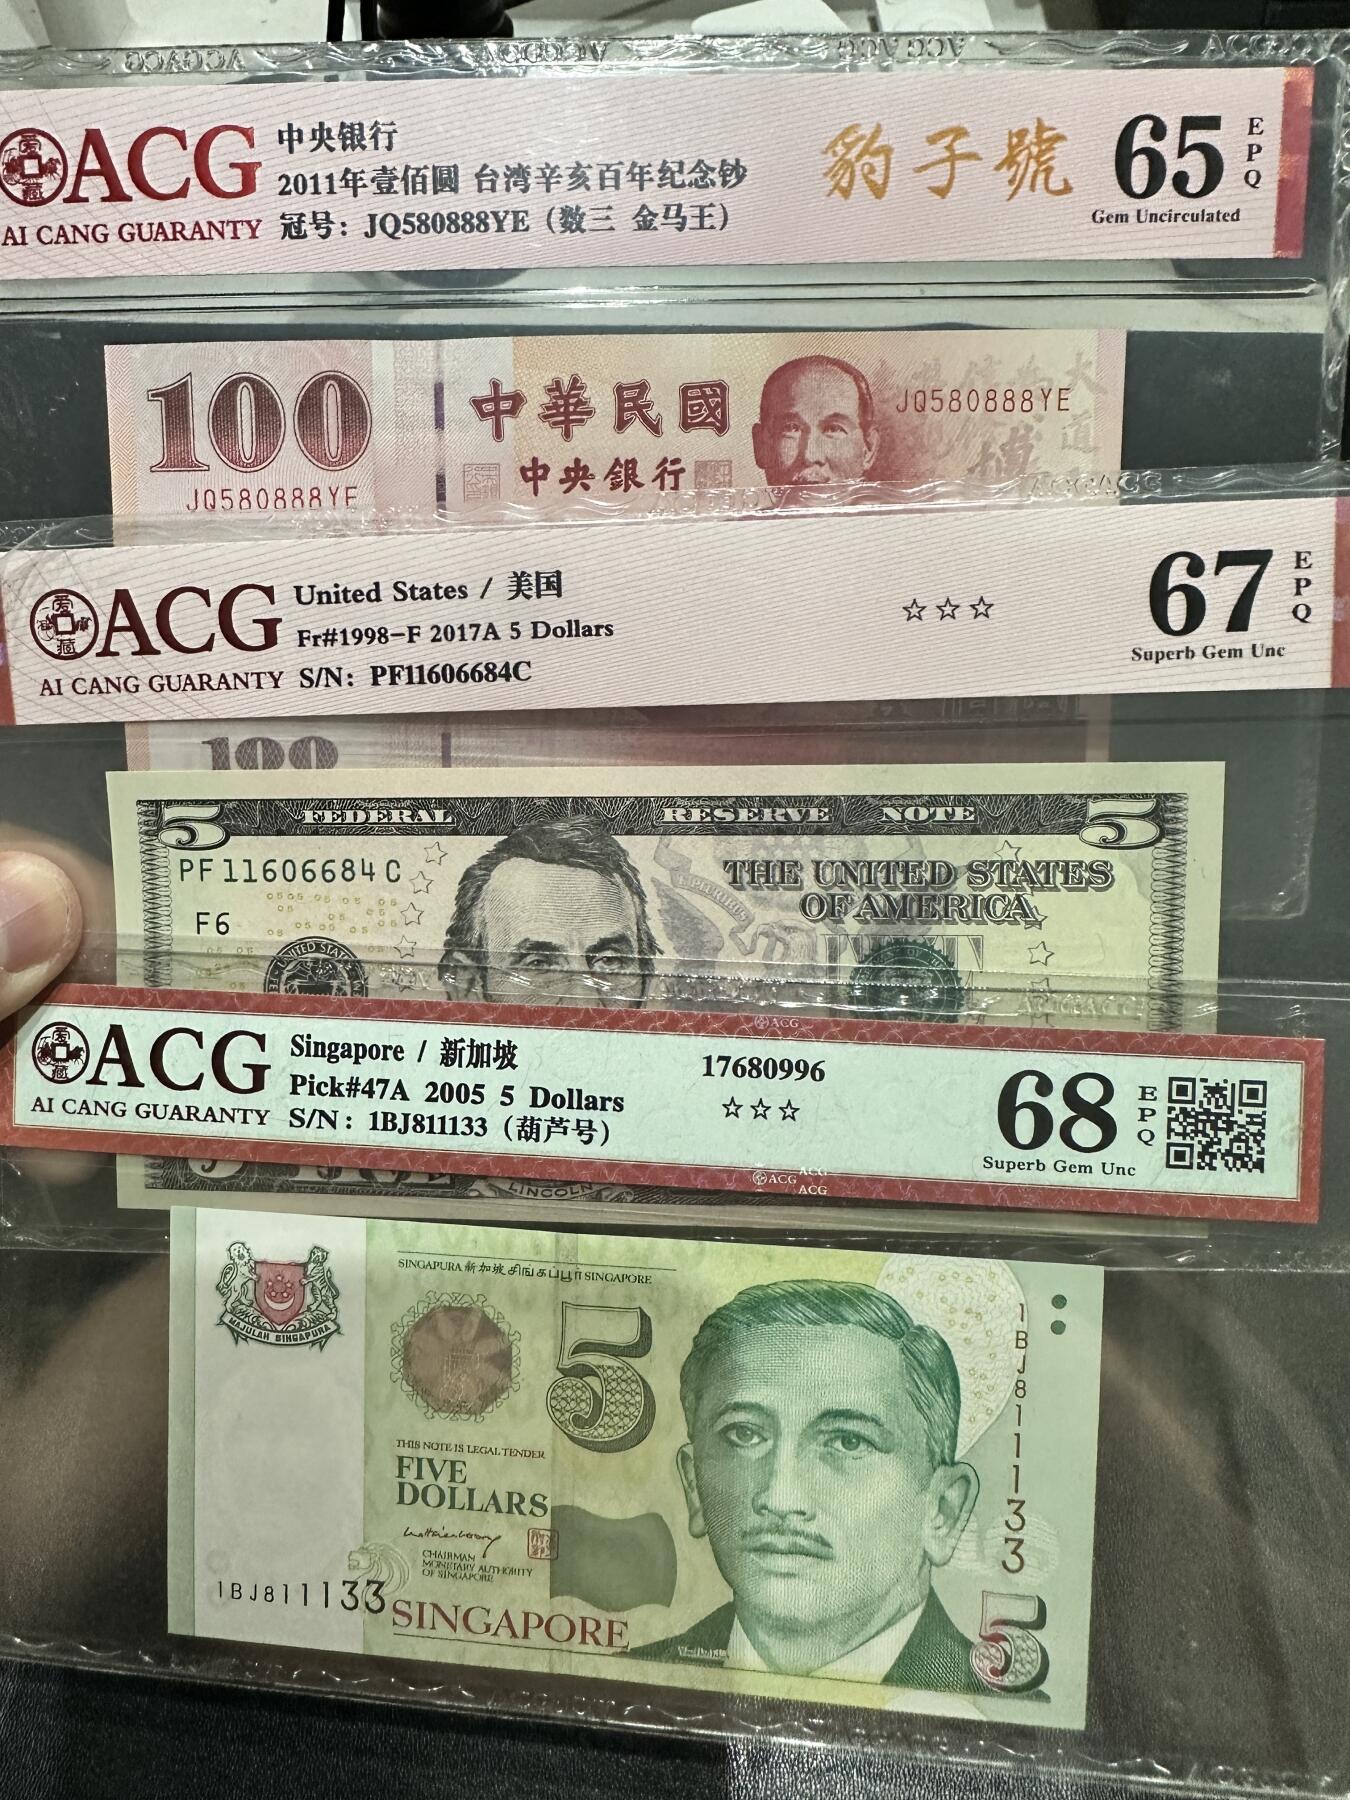 ACG
AI CANG GUARANTY
中央银行
2011年壹佰圓 台湾辛亥百年纪念钞
冠号：JQ580888YE（数三 金马王）
豹子號
65
EPQ
Gem Uncirculated
100
JQ580888YE
中華民國
中央銀行
JQ580888YE
ACG
AI CANG GUARANTY
United States / 美国
Fr#1998-F 2017A 5 Dollars
S/N: PF11606684C
☆☆☆
67
EPQ
Superb Gem Unc
100
5
FEDERAL RESERVE NOTE
5
PF11606684C
F6
THE UNITED STATES
OF AMERICA
ACG
AI CANG GUARANTY
Singapore / 新加坡
Pick#47A 2005 5 Dollars
S/N: 1BJ811133（葫芦号）
17680996
☆☆☆
68
EPQ
Superb Gem Unc
ACG
ACG
ACG
ACG
LINCOLN
MAJULAH SINGAPURA
SINGAPURA 新加坡 சிங்கப்பூர் SINGAPORE
5
THIS NOTE IS LEGAL TENDER
FIVE
DOLLARS
CHAIRMAN
MONETARY AUTHORITY
OF SINGAPORE
1BJ811133
SINGAPORE
1BJ811133
5